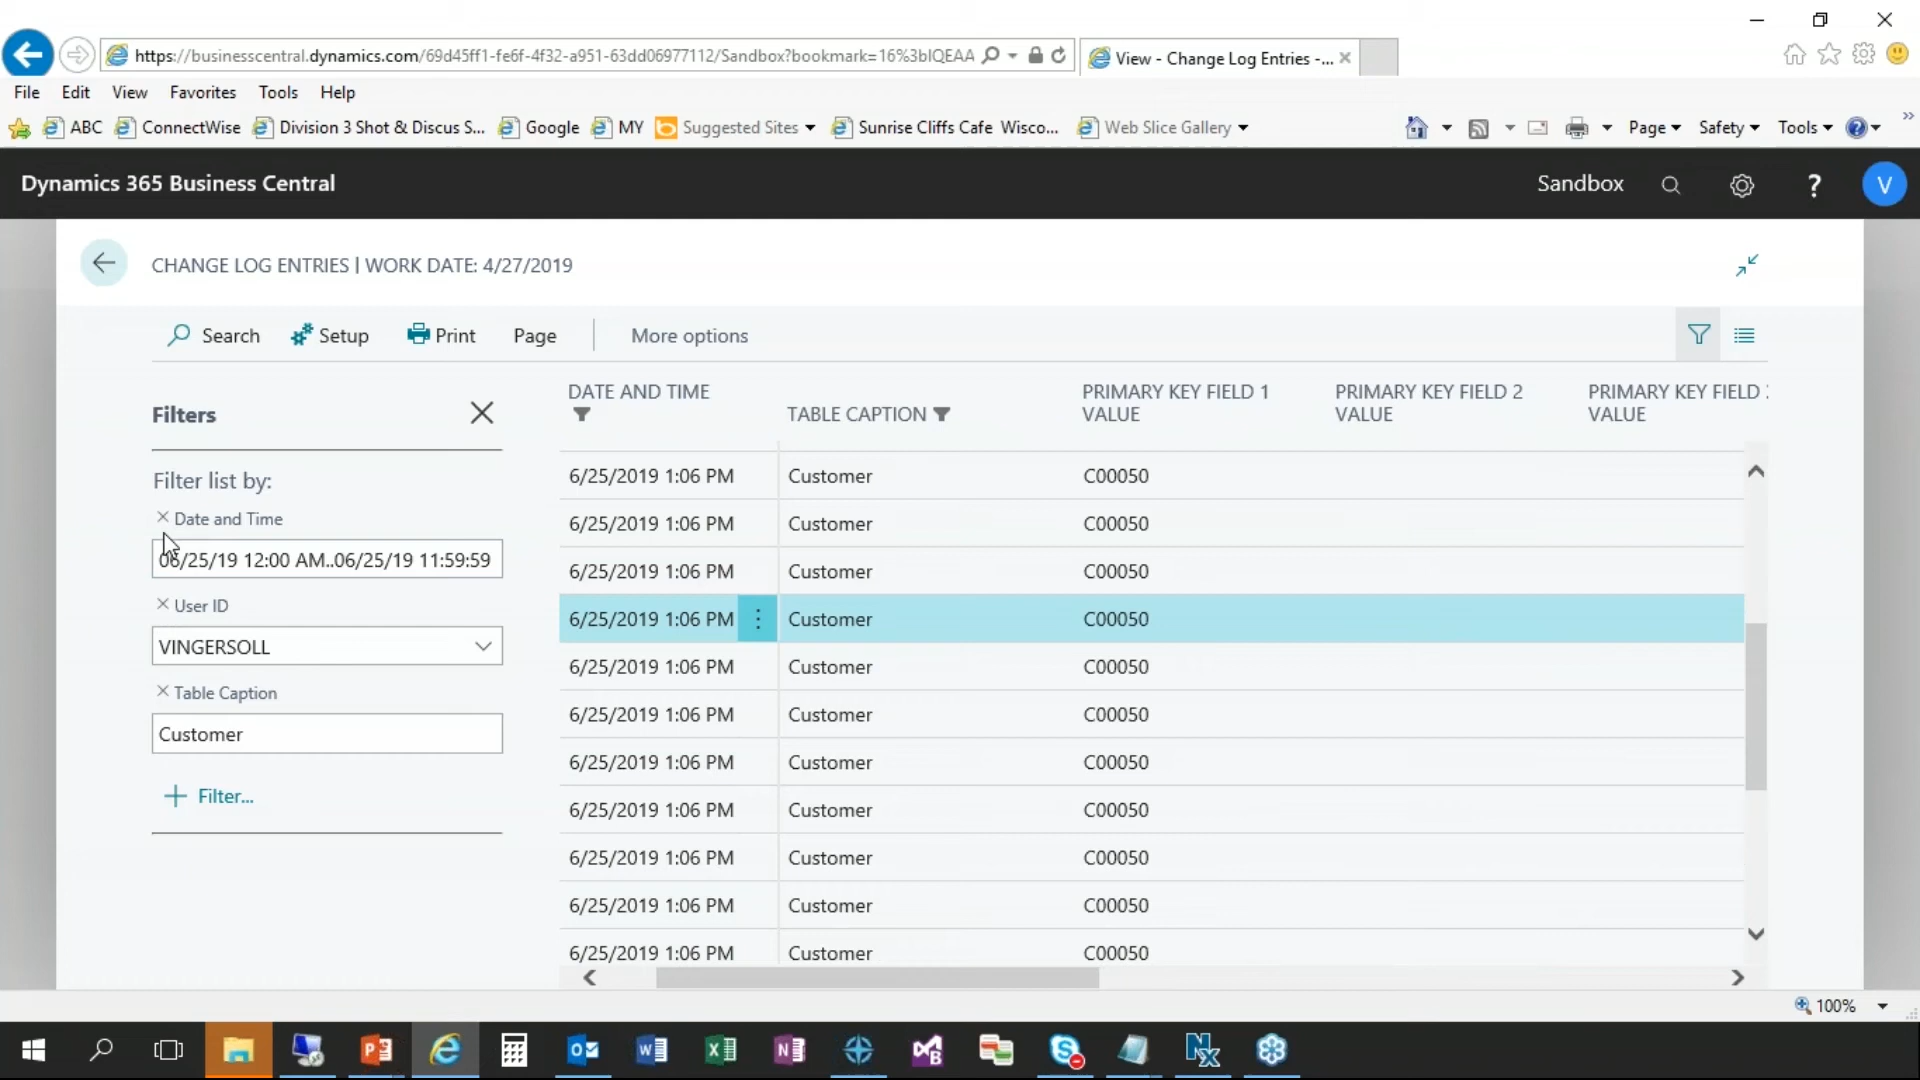 https://businesscentral.dynamics.com/69d45ff1-fe6f-4f32-a951-63dd06977112/Sandbox?bookmark=16%3bIQEAA
View - Change Log Entries -...
File Edit View Favorites Tools Help
ABC ConnectWise Division 3 Shot & Discus S... Google MY Suggested Sites Sunrise Cliffs Cafe Wisco... Web Slice Gallery Page Safety Tools
Dynamics 365 Business Central
Sandbox ? V
CHANGE LOG ENTRIES | WORK DATE: 4/27/2019
Search Setup Print Page More options
Filters
Filter list by:
Date and Time
06/25/19 12:00 AM..06/25/19 11:59:59
User ID
VINGERSOLL
Table Caption
Customer
Filter...
DATE AND TIME TABLE CAPTION PRIMARY KEY FIELD 1 VALUE PRIMARY KEY FIELD 2 VALUE PRIMARY KEY FIELD VALUE
6/25/2019 1:06 PM Customer C00050
6/25/2019 1:06 PM Customer C00050
6/25/2019 1:06 PM Customer C00050
6/25/2019 1:06 PM Customer C00050
6/25/2019 1:06 PM Customer C00050
6/25/2019 1:06 PM Customer C00050
6/25/2019 1:06 PM Customer C00050
6/25/2019 1:06 PM Customer C00050
6/25/2019 1:06 PM Customer C00050
6/25/2019 1:06 PM Customer C00050
6/25/2019 1:06 PM Customer C00050
100%